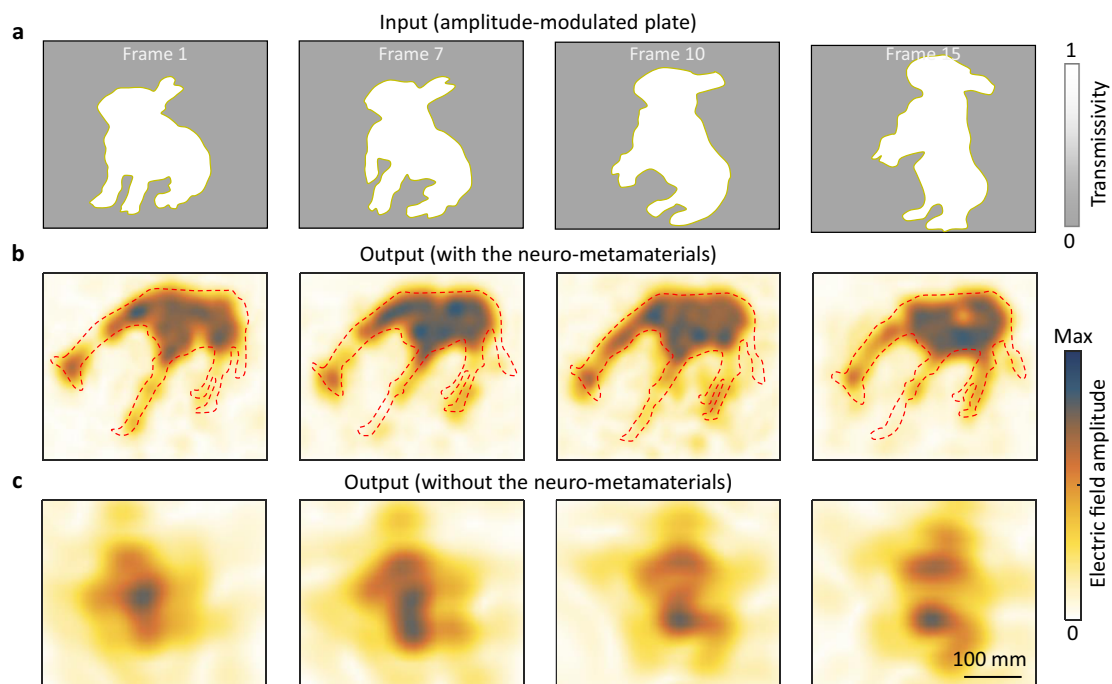 a
Input (amplitude-modulated plate)
Frame 1
Frame 7
Frame 10
Frame 15
1
Transmissivity
0
b
Output (with the neuro-metamaterials)
Max
Electric field amplitude
0
c
Output (without the neuro-metamaterials)
100 mm